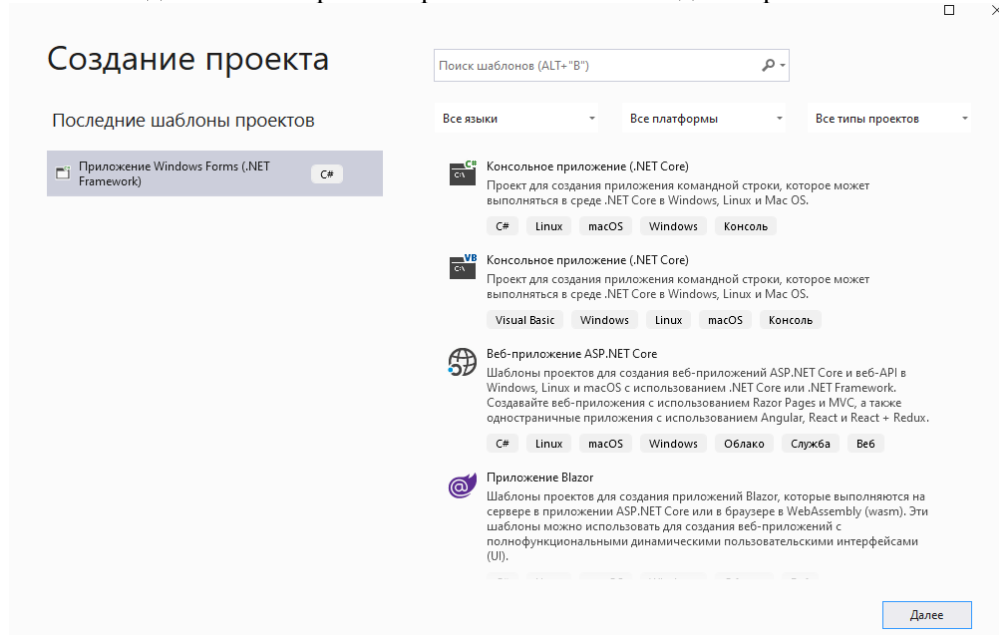 Создание проекта
Последние шаблоны проектов
Приложение Windows Forms (.NET
Framework)
C#
Поиск шаблонов (ALT+"B")
Все языки
Все платформы
Все типы проектов
Консольное приложение (.NET Core)
Проект для создания приложения командной строки, которое может
выполняться в среде .NET Core в Windows, Linux и Mac OS.
C# Linux macOS Windows Консоль
Консольное приложение (.NET Core)
Проект для создания приложения командной строки, которое может
выполняться в среде .NET Core в Windows, Linux и Mac OS.
Visual Basic Windows Linux macOS Консоль
Веб-приложение ASP.NET Core
Шаблоны проектов для создания веб-приложений ASP.NET Core и веб-API в
Windows, Linux и macOS с использованием .NET Core или .NET Framework.
Создавайте веб-приложения с использованием Razor Pages и MVC, а также
одностраничные приложения с использованием Angular, React и React + Redux.
C# Linux macOS Windows Облако Служба Веб
Приложение Blazor
Шаблоны проектов для создания приложений Blazor, которые выполняются на
сервере в приложении ASP.NET Core или в браузере в WebAssembly (wasm). Эти
шаблоны можно использовать для создания веб-приложений с
полнофункциональными динамическими пользовательскими интерфейсами
(UI).
Далее